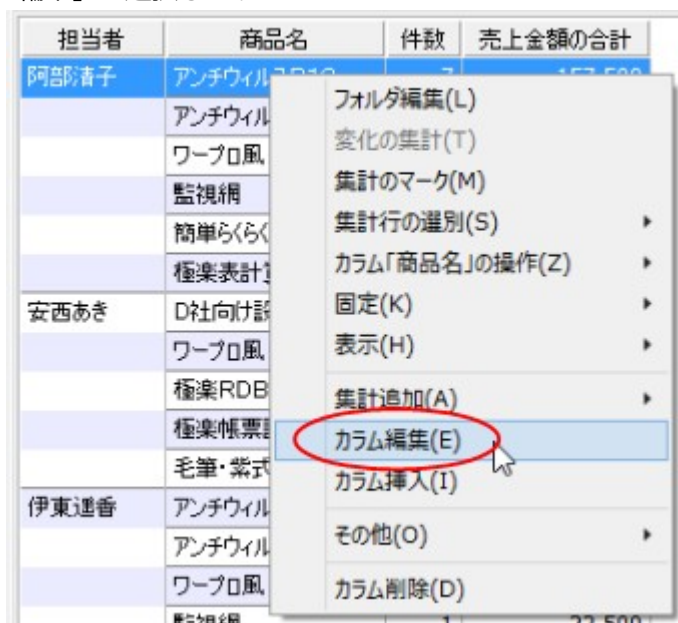 担当者 商品名 件数 売上金額の合計
阿部清子 アンチウィル
アンチウィル
ワープロ風
監視網
簡単らくらく
極楽表計
安西あき D社向け
ワープロ風
極楽RDB
極楽帳票
毛筆・紫式
伊東遥香 アンチウィル
アンチウィル
ワープロ風
フォルダ編集(L)
変化の集計(T)
集計のマーク(M)
集計行の選別(S)
カラム「商品名」の操作(Z)
固定(K)
表示(H)
集計追加(A)
カラム編集(E)
カラム挿入(I)
その他(O)
カラム削除(D)